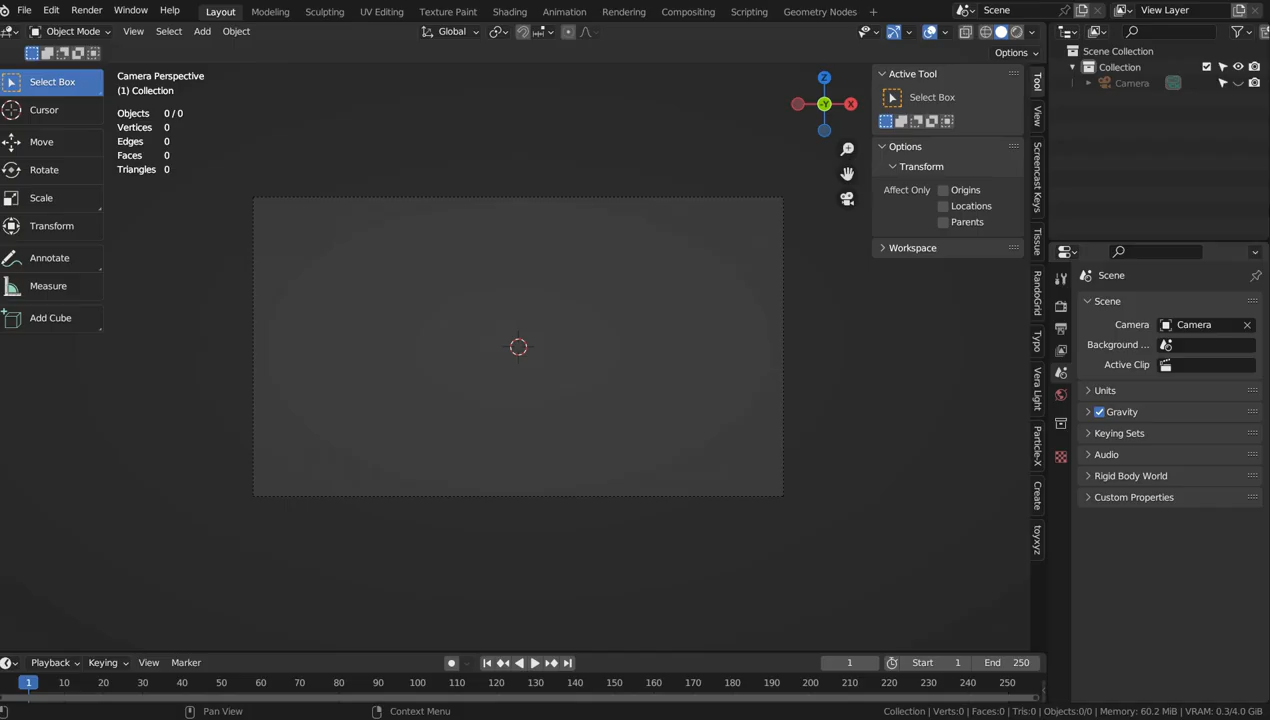 File Edit Render Window Help Layout Modeling Sculpting UV Editing Texture Paint Shading Animation Rendering Compositing Scripting Geometry Nodes + Scene View Layer
Object Mode View Select Add Object Global
Options
Select Box
Cursor
Move
Rotate
Scale
Transform
Annotate
Measure
Add Cube
Camera Perspective
(1) Collection
Objects 0 / 0
Vertices 0
Edges 0
Faces 0
Triangles 0
Z
X
-Y
Active Tool
Select Box
Options
Transform
Affect Only Origins
Locations
Parents
Workspace
Tool
View
Screencast Keys
Tissue
RandoGrid
Typo
Vera Light
Particle-X
Create
toyxyz
Scene Collection
Collection
Camera
Scene
Scene
Camera Camera
Background ...
Active Clip
Units
Gravity
Keying Sets
Audio
Rigid Body World
Custom Properties
Playback Keying View Marker 1 Start 1 End 250
1 10 20 30 40 50 60 70 80 90 100 110 120 130 140 150 160 170 180 190 200 210 220 230 240 250
Pan View Context Menu Collection | Verts:0 | Faces:0 | Tris:0 | Objects:0/0 | Memory: 60.2 MiB | VRAM: 0.3/4.0 GiB